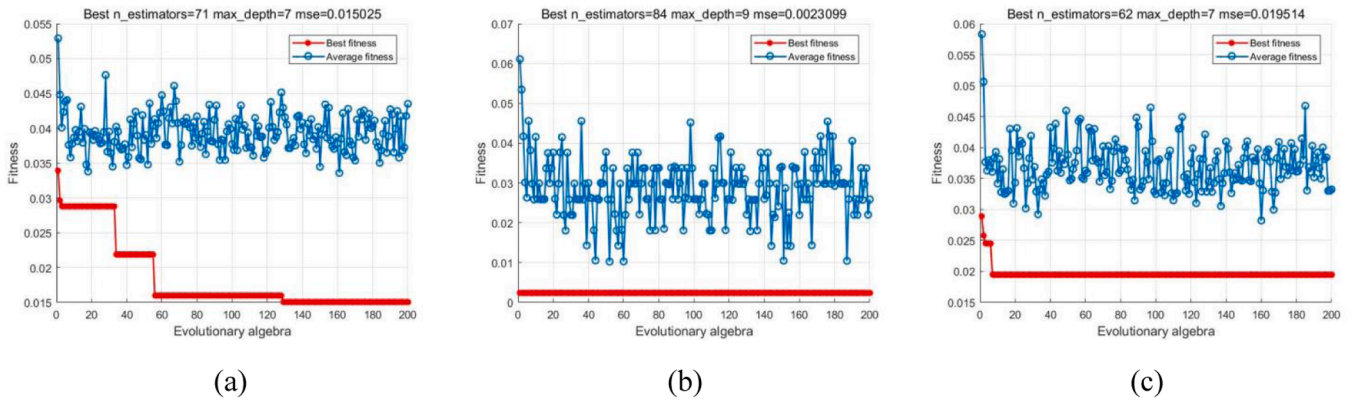 Best n_estimators=71 max_depth=7 mse=0.015025
Best fitness
Average fitness
0.055
0.05
0.045
0.04
0.035
0.03
0.025
0.02
0.015
Fitness
0 20 40 60 80 100 120 140 160 180 200
Evolutionary algebra
(a)
Best n_estimators=84 max_depth=9 mse=0.0023099
Best fitness
Average fitness
0.07
0.06
0.05
0.04
0.03
0.02
0.01
0
Fitness
0 20 40 60 80 100 120 140 160 180 200
Evolutionary algebra
(b)
Best n_estimators=62 max_depth=7 mse=0.019514
Best fitness
Average fitness
0.06
0.055
0.05
0.045
0.04
0.035
0.03
0.025
0.02
0.015
Fitness
0 20 40 60 80 100 120 140 160 180 200
Evolutionary algebra
(c)